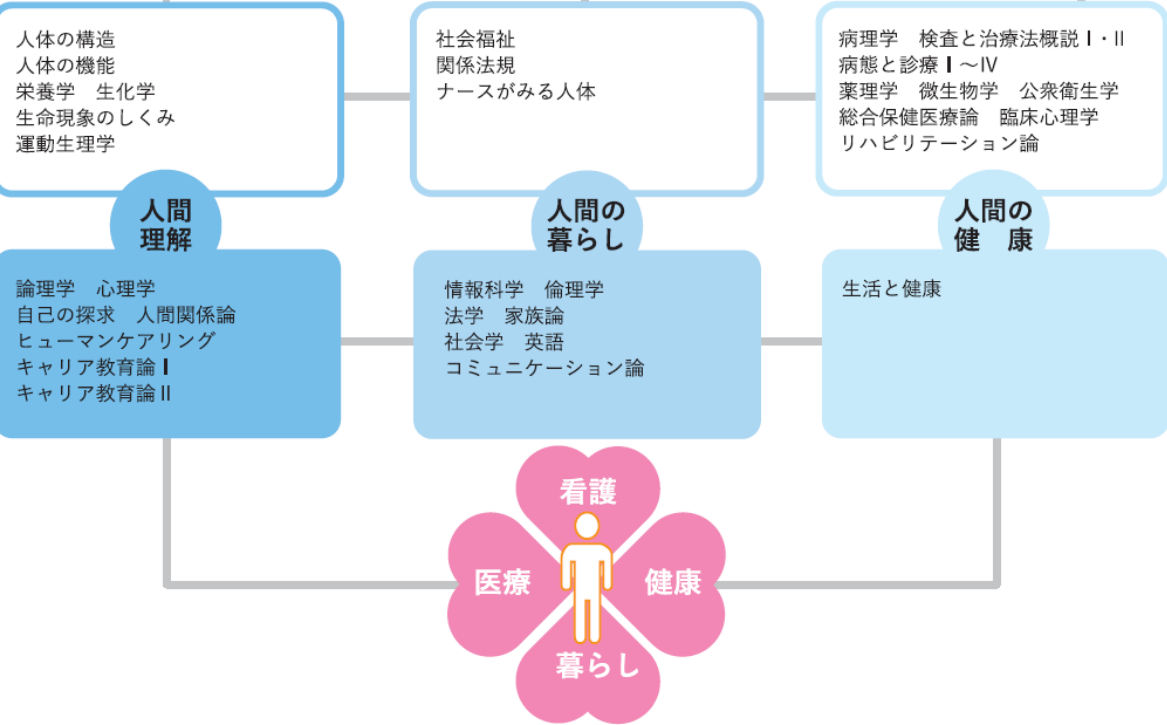 人体の構造
人体の機能
栄養学　生化学
生命現象のしくみ
運動生理学
社会福祉
関係法規
ナースがみる人体
病理学　検査と治療法概説Ⅰ・Ⅱ
病態と診療Ⅰ～Ⅳ
薬理学　微生物学　公衆衛生学
総合保健医療論　臨床心理学
リハビリテーション論
人間
理解
人間の
暮らし
人間の
健　康
論理学　心理学
自己の探求　人間関係論
ヒューマンケアリング
キャリア教育論Ⅰ
キャリア教育論Ⅱ
情報科学　倫理学
法学　家族論
社会学　英語
コミュニケーション論
生活と健康
看護
医療
健康
暮らし